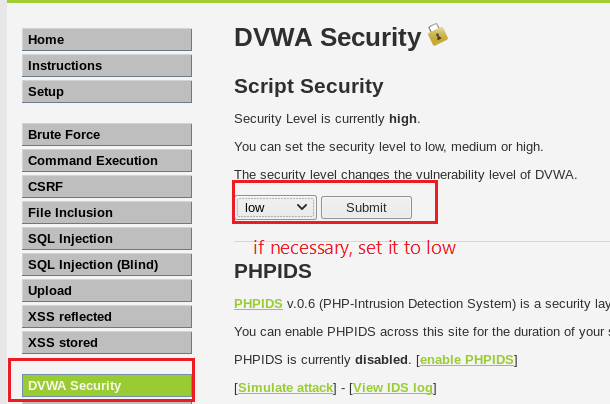 Home
Instructions
Setup
Brute Force
Command Execution
CSRF
File Inclusion
SQL Injection
SQL Injection (Blind)
Upload
XSS reflected
XSS stored
DVWA Security
DVWA Security
Script Security
Security Level is currently high.
You can set the security level to low, medium or high.
The security level changes the vulnerability level of DVWA.
low Submit
if necessary, set it to low
PHPIDS
PHPIDS v.0.6 (PHP-Intrusion Detection System) is a security
You can enable PHPIDS across this site for the duration of your
PHPIDS is currently disabled. [enable PHPIDS]
[Simulate attack] - [View IDS log]